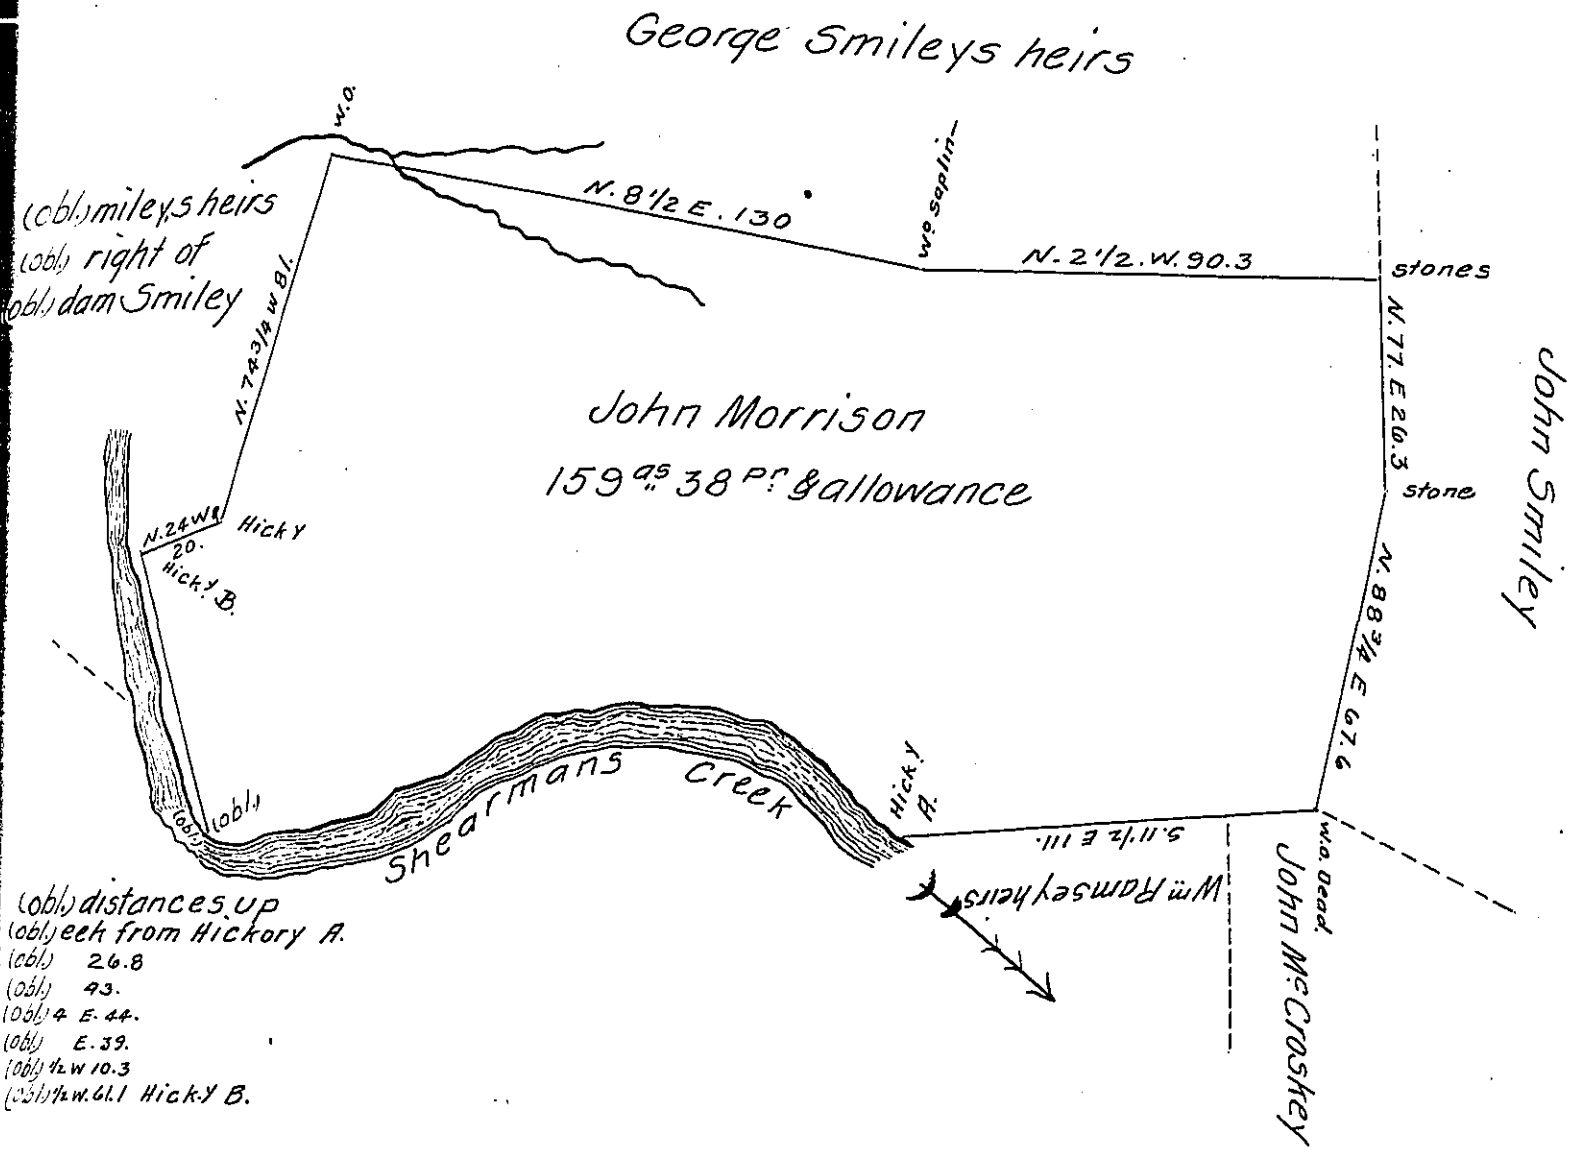 George Smileys heirs
W.O.
Wo saplin
(obl.) miley,s heirs
(obl.) right of
(obl.) dam Smiley
N. 8 1/2 E. 130
N. 2 1/2. W. 90.3
stones
N. 74 3/4 W 81.
N. 77. E 26.3
John Smiley
John Morrison
159 as 38 pr. & allowance
stone
N. 24 W
20.
Hicky
Hicky. B.
N. 88 3/4 E 67.6
(obl.)
(obl.)
Shearmans Creek
Hicky. A.
S. 11 1/2 E 111.
W.O. Dead.
Wm Ramsey heirs
John McCroskey
(obl.) distances up
(obl.) eek from Hickory A.
(obl.) 26.8
(obl.) 43.
(obl.) 4 E. 44.
(obl.) E. 39.
(obl.) 1/2 W 10.3
(obl.) 1/2 W. 61.1 Hick.y B.